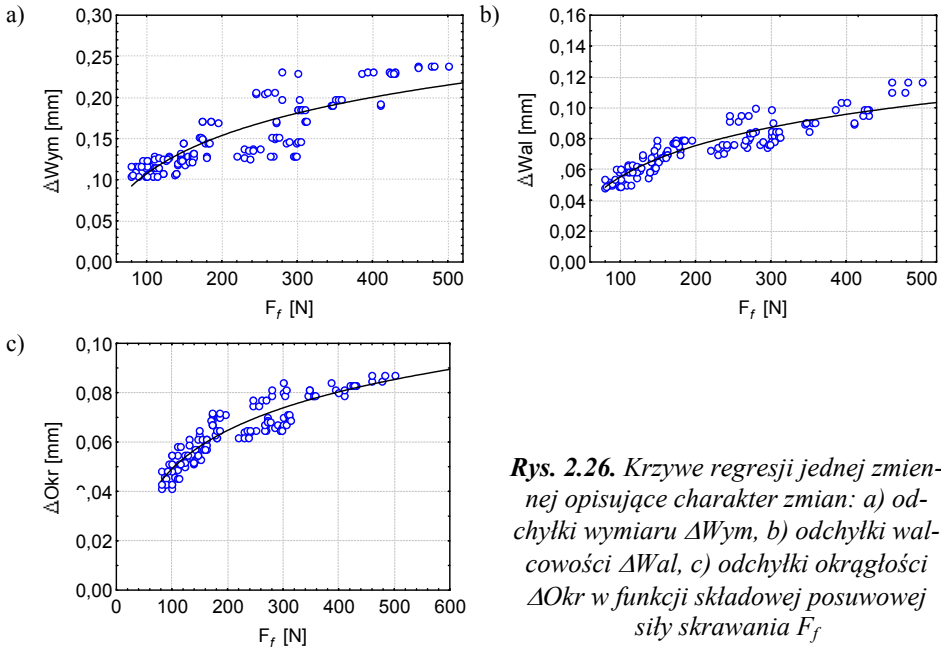 a)
0,30
0,25
0,20
0,15
,10
0,05
0,00
ΔWym [mm]
100 200 300 400 500
F_f [N]
b)
0,16
0,14
0,12
0,10
0,08
0,06
0,04
0,02
0,00
ΔWal [mm]
100 200 300 400 500
F_f [N]
c)
0,10
0,08
0,06
0,04
0,02
0,00
ΔOkr [mm]
0 100 200 300 400 500 600
F_f [N]
Rys. 2.26. Krzywe regresji jednej zmien-
nej opisujące charakter zmian: a) od-
chyłki wymiaru ΔWym, b) odchyłki wal-
cowości ΔWal, c) odchyłki okrągłości
ΔOkr w funkcji składowej posuwowej
siły skrawania F_f